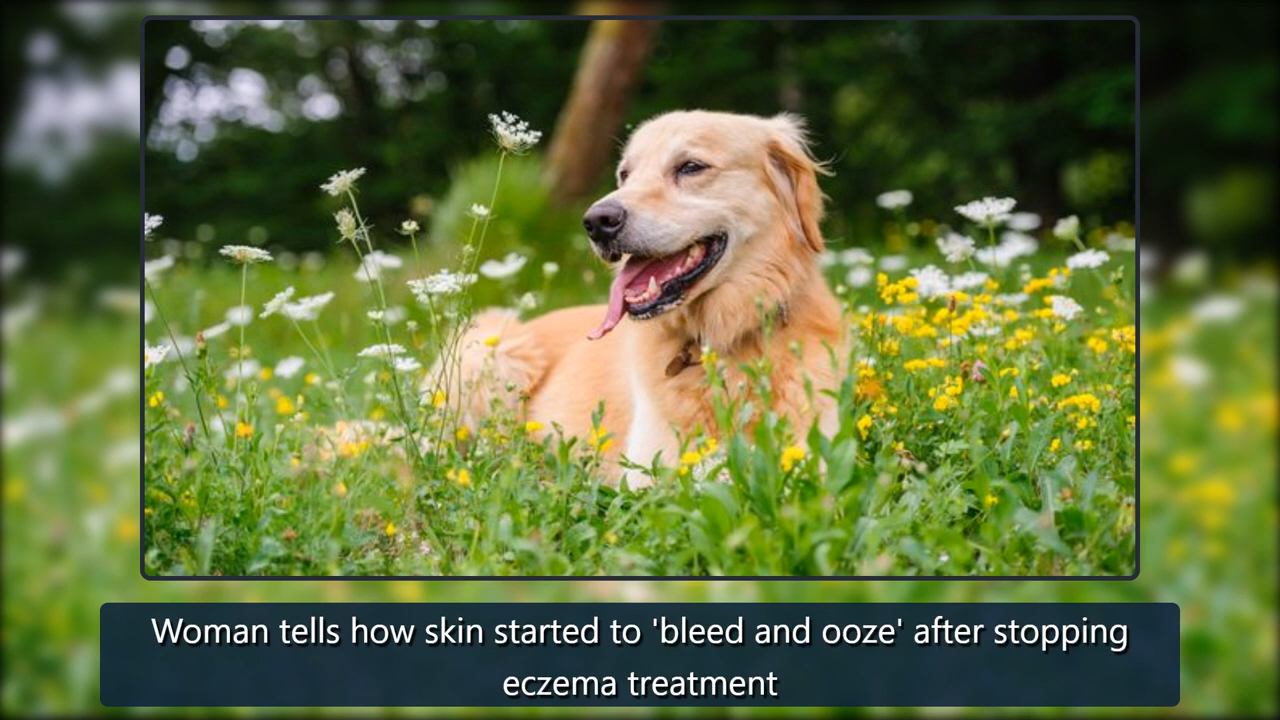 Woman tells how skin started to 'bleed and ooze' after stopping
eczema treatment